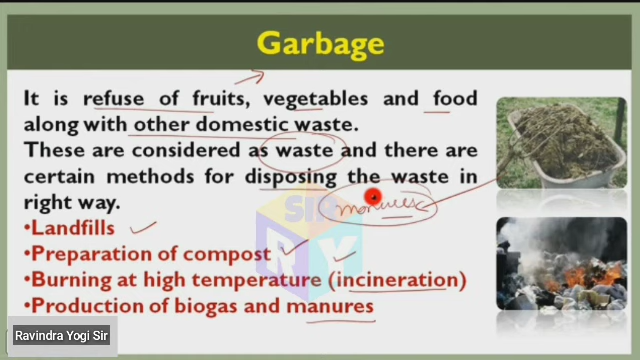 Garbage
It is refuse of fruits, vegetables and food
along with other domestic waste.
These are considered as waste and there are
certain methods for disposing the waste in
right way.
manures
SIR
RY
•Landfills
•Preparation of compost
•Burning at high temperature (incineration)
•Production of biogas and manures
Ravindra Yogi Sir